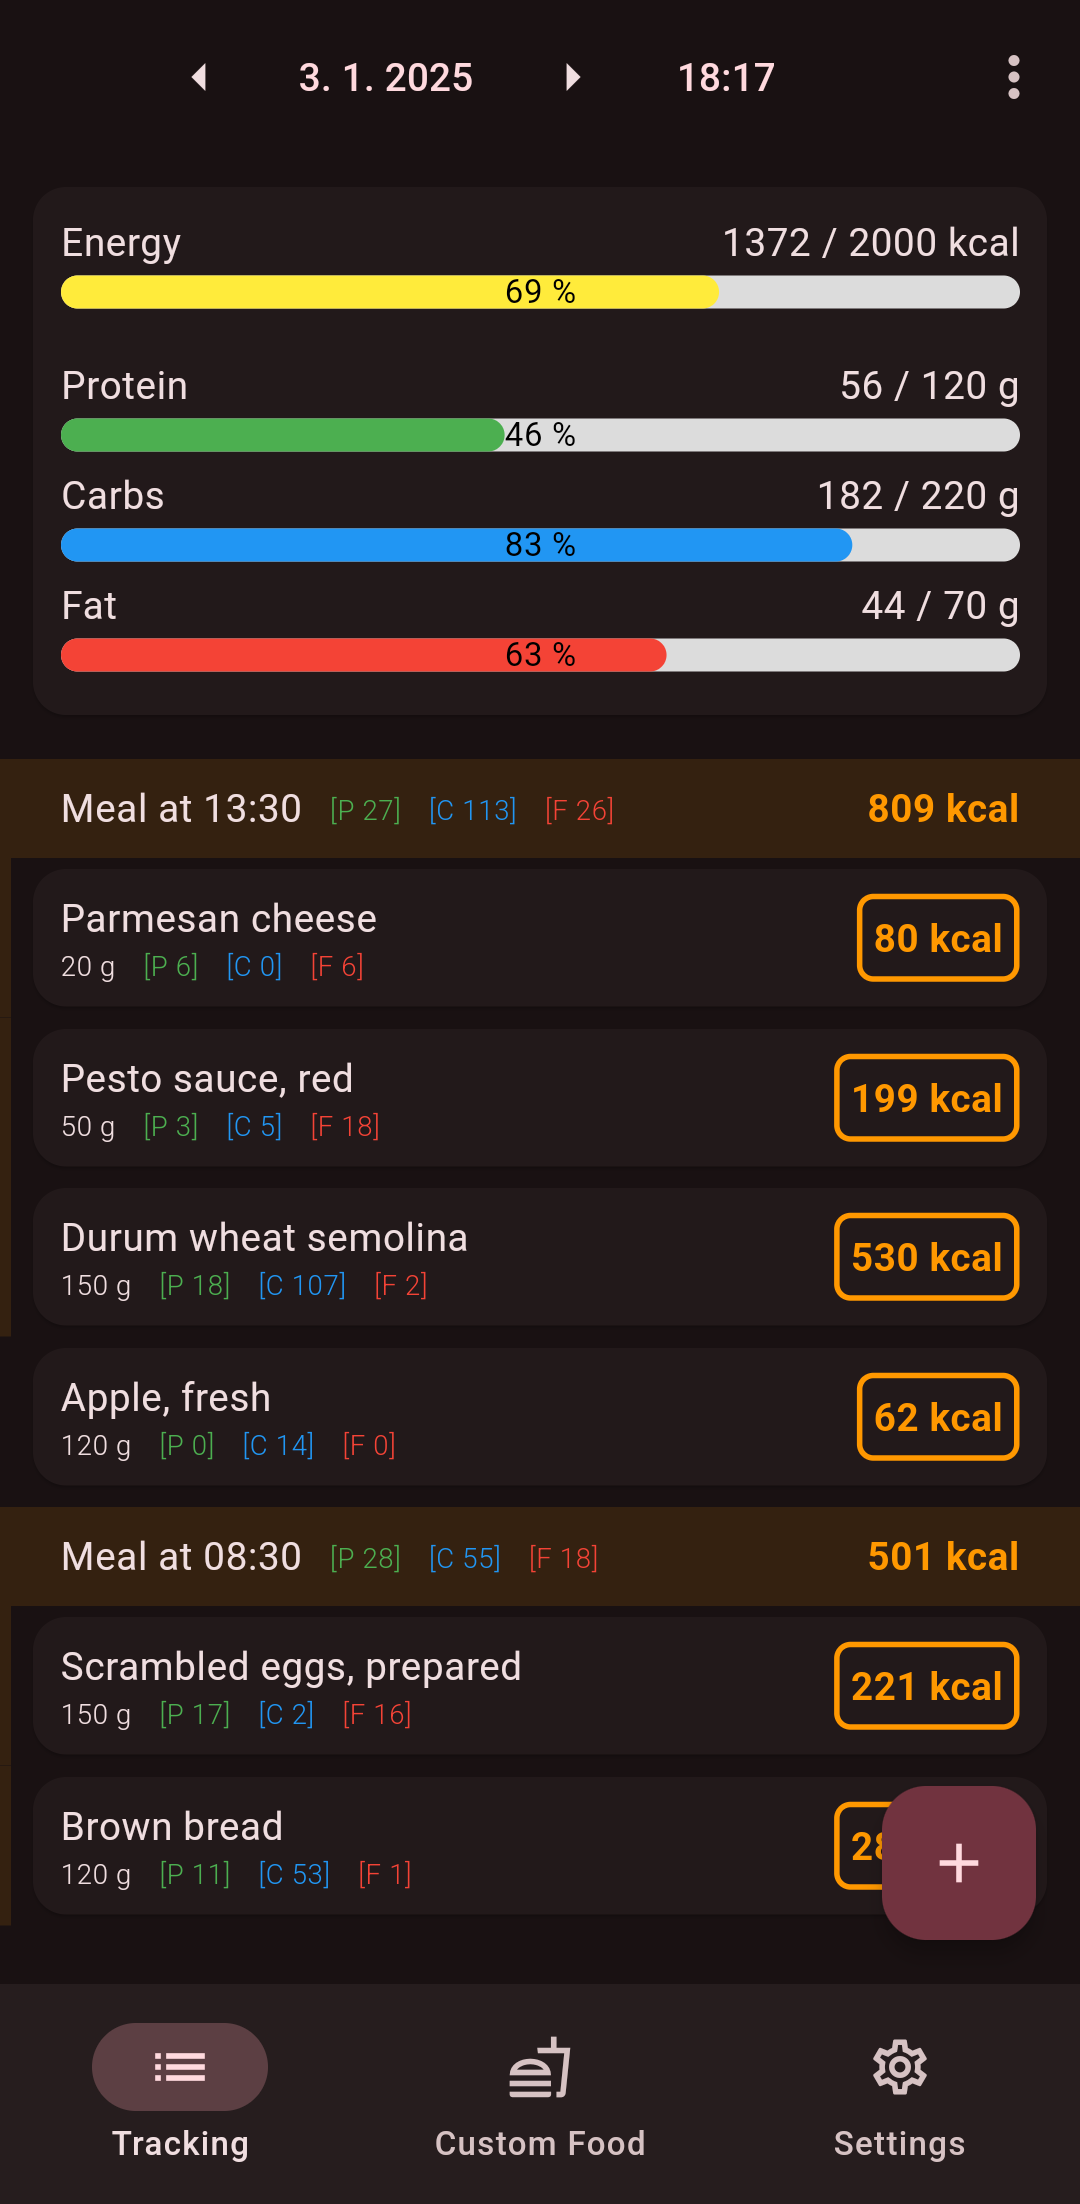 3. 1. 2025 18:17
Energy 1372 / 2000 kcal
69 %
Protein 56 / 120 g
46 %
Carbs 182 / 220 g
83 %
Fat 44 / 70 g
63 %
Meal at 13:30 [P 27] [C 113] [F 26] 809 kcal
Parmesan cheese
20 g [P 6] [C 0] [F 6]
80 kcal
Pesto sauce, red
50 g [P 3] [C 5] [F 18]
199 kcal
Durum wheat semolina
150 g [P 18] [C 107] [F 2]
530 kcal
Apple, fresh
120 g [P 0] [C 14] [F 0]
62 kcal
Meal at 08:30 [P 28] [C 55] [F 18] 501 kcal
Scrambled eggs, prepared
150 g [P 17] [C 2] [F 16]
221 kcal
Brown bread
120 g [P 11] [C 53] [F 1]
Tracking Custom Food Settings